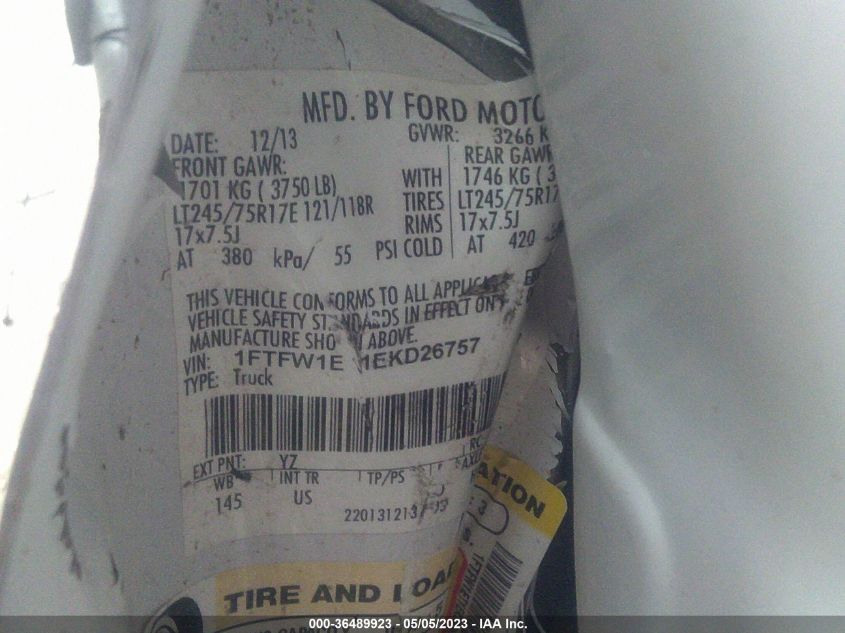 MFD. BY FORD MOTO
DATE: 12/13 GVWR: 3266 K
FRONT GAWR: REAR GAWR
1701 KG ( 3750 LB) WITH 1746 KG ( 3
LT245/75R17E 121/118R TIRES LT245/75R17
17x7.5J RIMS 17x7.5J
AT 380 kPa/ 55 PSI COLD AT 420
THIS VEHICLE CONFORMS TO ALL
VEHICLE SAFETY STANDARDS IN EFFECT ON
MANUFACTURE ABOVE.
VIN: 1FTFW1E 1EKD26757
TYPE: Truck
EXT PNT: YZ RC
WB INT TR TP/PS
145 US
220131213
ATION
3
TIRE AND LOA
000-36489923 - 05/05/2023 - IAA Inc.